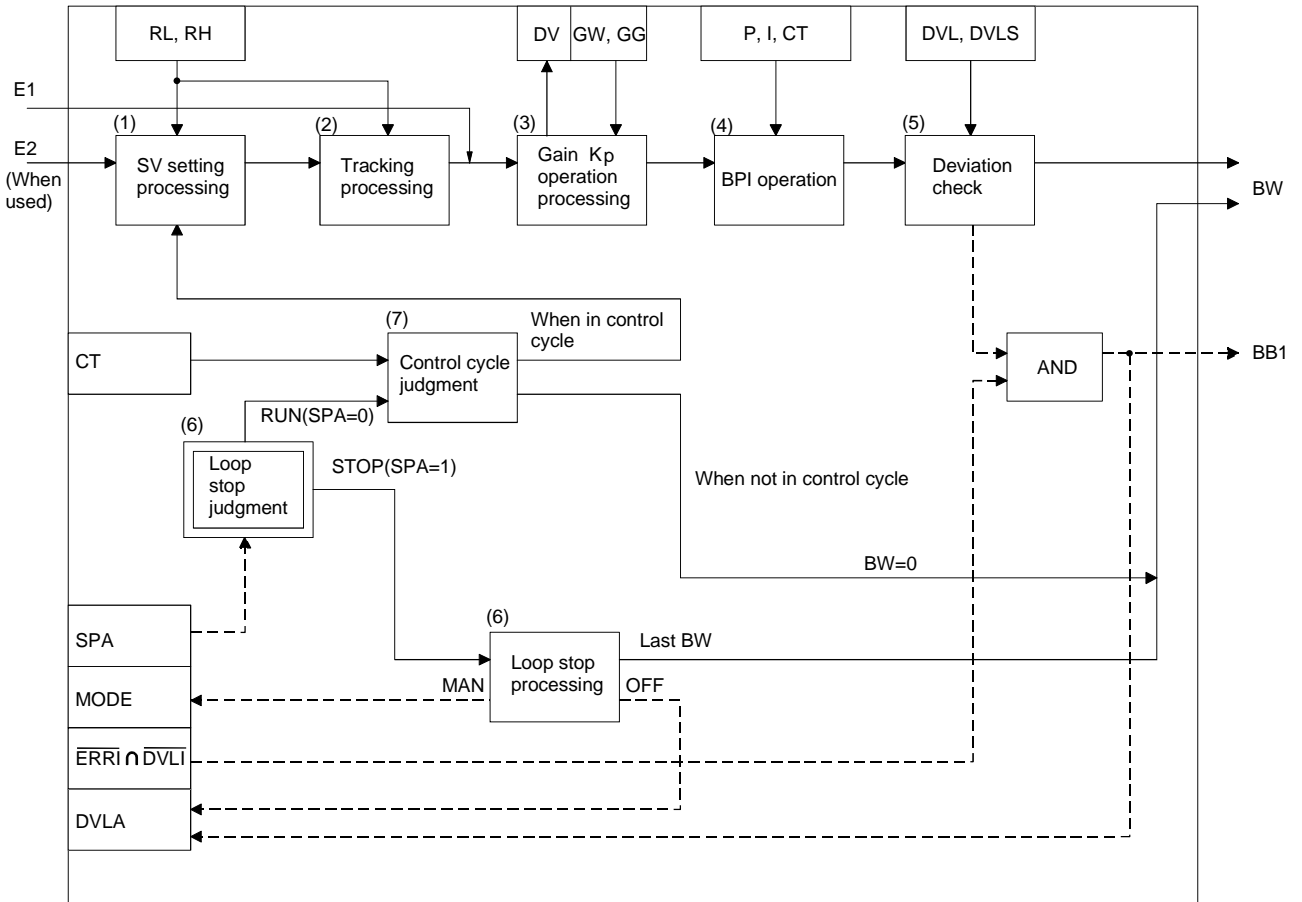 RL, RH
DV
GW, GG
P, I, CT
DVL, DVLS
E1
(1)
(2)
(3)
(4)
(5)
E2
(When
used)
SV setting
processing
Tracking
processing
Gain Kp
operation
processing
BPI operation
Deviation
check
BW
(7)
When in control
cycle
CT
Control cycle
judgment
AND
BB1
RUN(SPA=0)
(6)
Loop
stop
judgment
STOP(SPA=1)
When not in control cycle
BW=0
(6)
SPA
Last BW
Loop stop
processing
MAN
OFF
MODE
E̅R̅R̅I̅ ∩ D̅V̅L̅I̅
DVLA